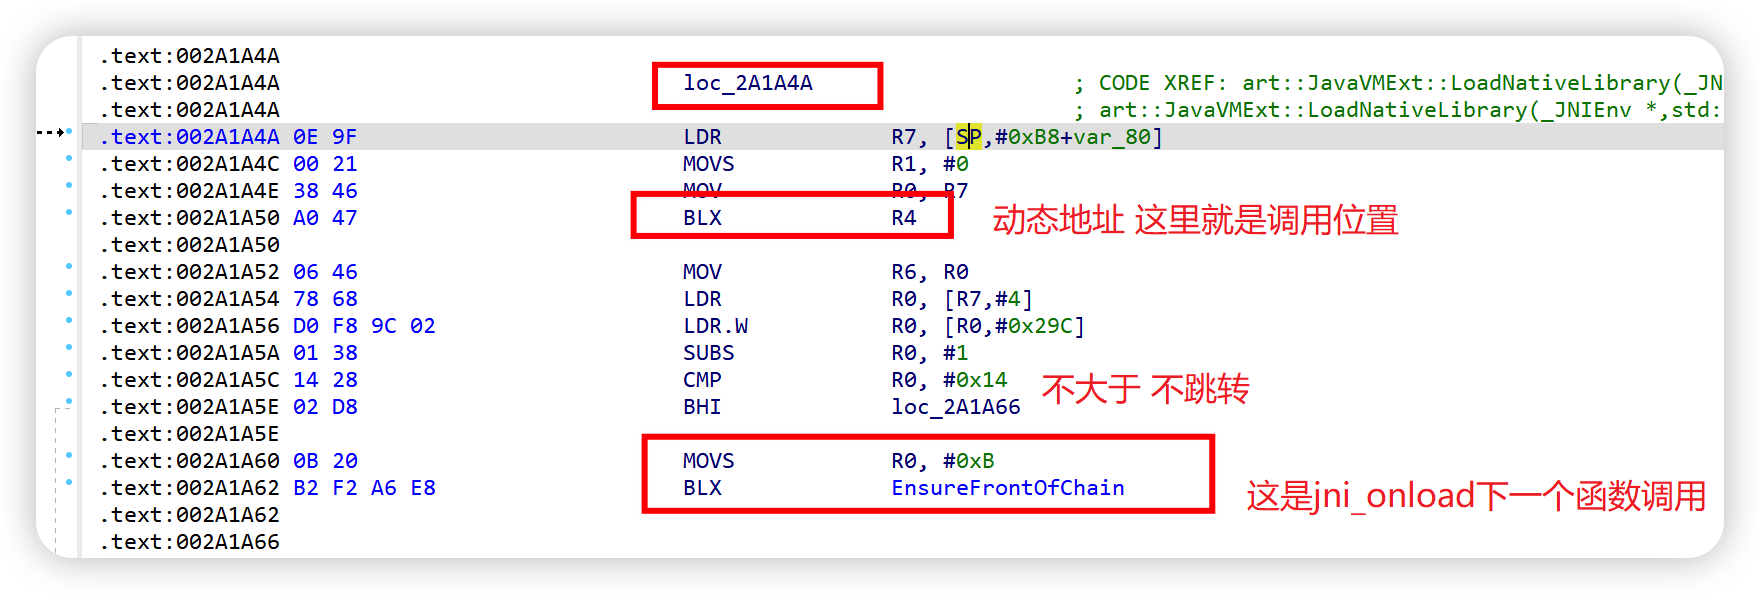 .text:002A1A4A
.text:002A1A4A loc_2A1A4A ; CODE XREF: art::JavaVMExt::LoadNativeLibrary(_JN
.text:002A1A4A ; art::JavaVMExt::LoadNativeLibrary(_JNIEnv *,std:
.text:002A1A4A 0E 9F LDR R7, [SP,#0xB8+var_80]
.text:002A1A4C 00 21 MOVS R1, #0
.text:002A1A4E 38 46 MOV R0, R7
.text:002A1A50 A0 47 BLX R4 动态地址 这里就是调用位置
.text:002A1A50
.text:002A1A52 06 46 MOV R6, R0
.text:002A1A54 78 68 LDR R0, [R7,#4]
.text:002A1A56 D0 F8 9C 02 LDR.W R0, [R0,#0x29C]
.text:002A1A5A 01 38 SUBS R0, #1
.text:002A1A5C 14 28 CMP R0, #0x14 不大于 不跳转
.text:002A1A5E 02 D8 BHI loc_2A1A66
.text:002A1A5E
.text:002A1A60 0B 20 MOVS R0, #0xB
.text:002A1A62 B2 F2 A6 E8 BLX EnsureFrontOfChain 这是jni_onload下一个函数调用
.text:002A1A62
.text:002A1A66